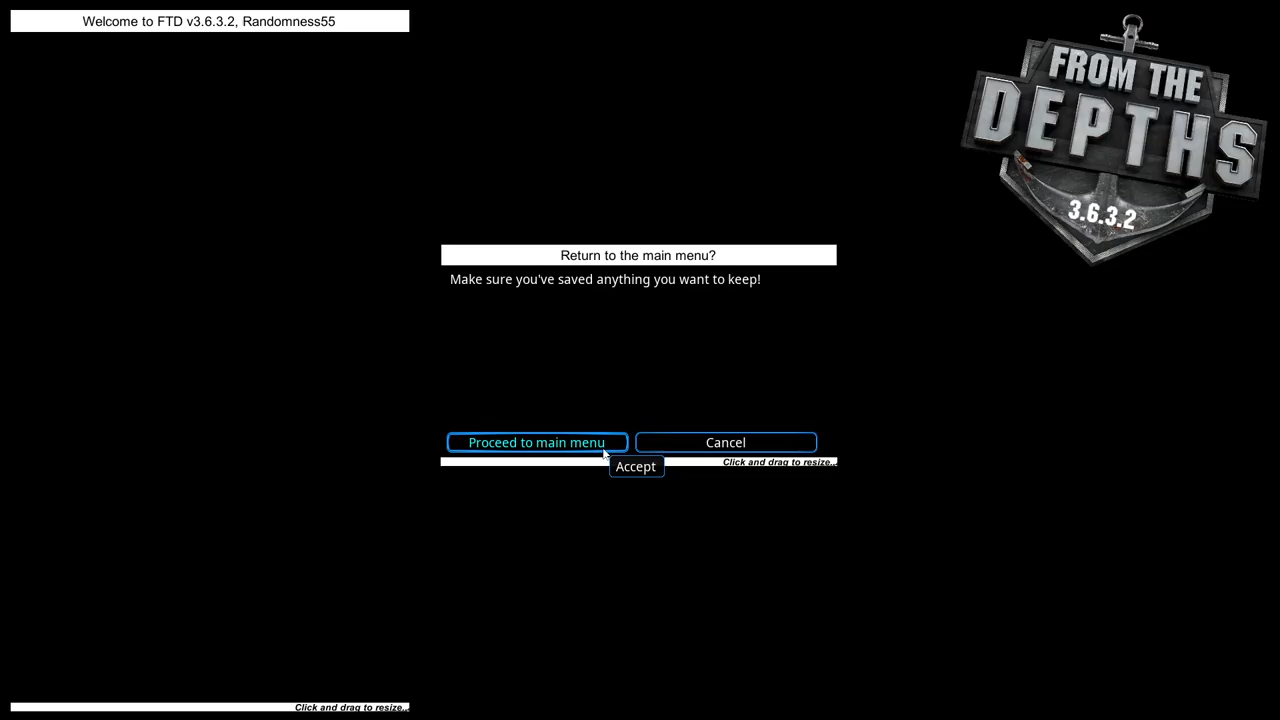 Welcome to FTD v3.6.3.2, Randomness55
FROM THE
DEPTHS
3.6.3.2
Return to the main menu?
Make sure you've saved anything you want to keep!
Proceed to main menu
Cancel
Click and drag to resize..
Accept
Click and drag to resize..